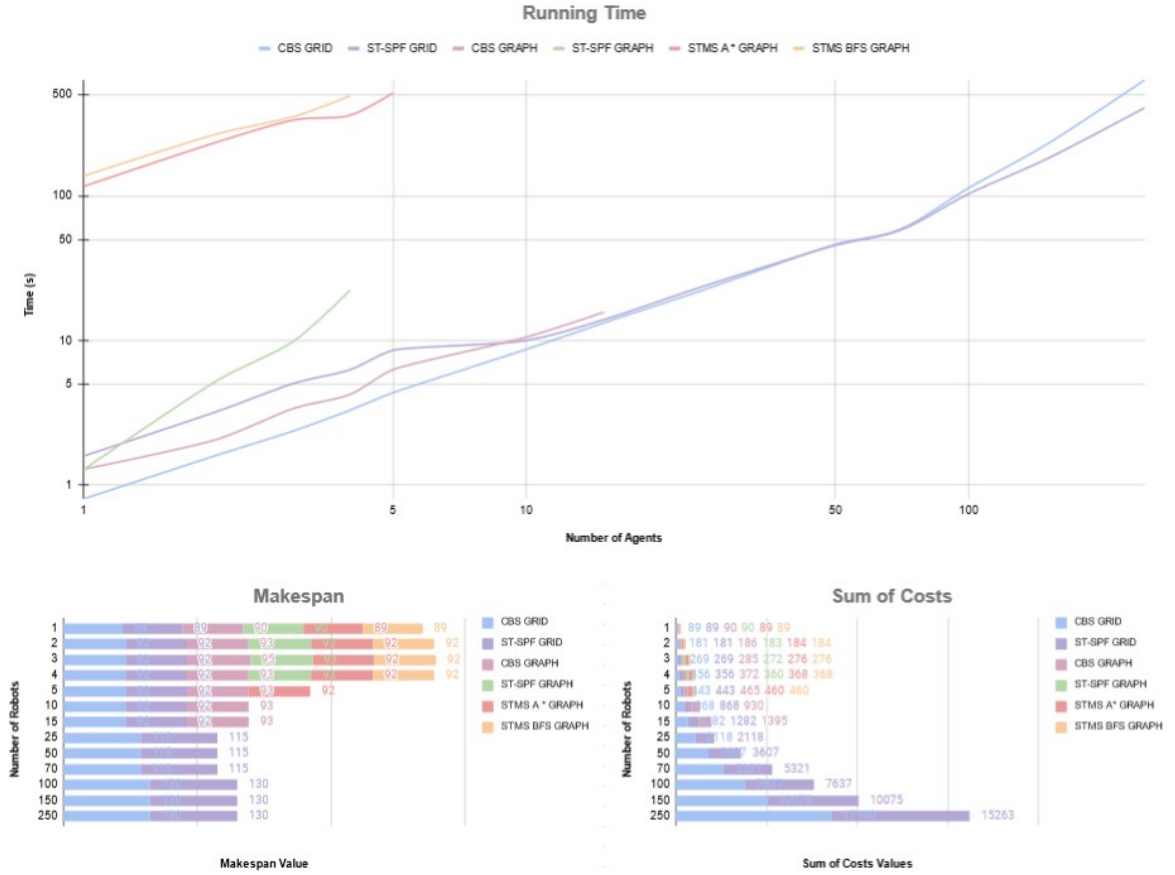 Running Time
CBS GRID ST-SPF GRID CBS GRAPH ST-SPF GRAPH STMS A* GRAPH STMS BFS GRAPH
500
100
50
10
5
1
Time (s)
1 5 10 50 100
Number of Agents
Makespan
Number of Robots
1 89 90 89 89
2 92 93 92 92
3 92 95 92 92
4 92 93 92 92
5 92 93 92
10 92 93
15 92 93
25 115
50 115
70 115
100 130
150 130
250 130
Makespan Value
CBS GRID
ST-SPF GRID
CBS GRAPH
ST-SPF GRAPH
STMS A * GRAPH
STMS BFS GRAPH
Sum of Costs
Number of Robots
1 89 89 90 90 89 89
2 181 181 186 183 184 184
3 269 269 285 272 276 276
4 356 372 360 368 368
5 443 465 460 460
10 868 930
15 1282 1395
25 2118
50 3607
70 5321
100 7637
150 10075
250 15263
Sum of Costs Values
CBS GRID
ST-SPF GRID
CBS GRAPH
ST-SPF GRAPH
STMS A* GRAPH
STMS BFS GRAPH